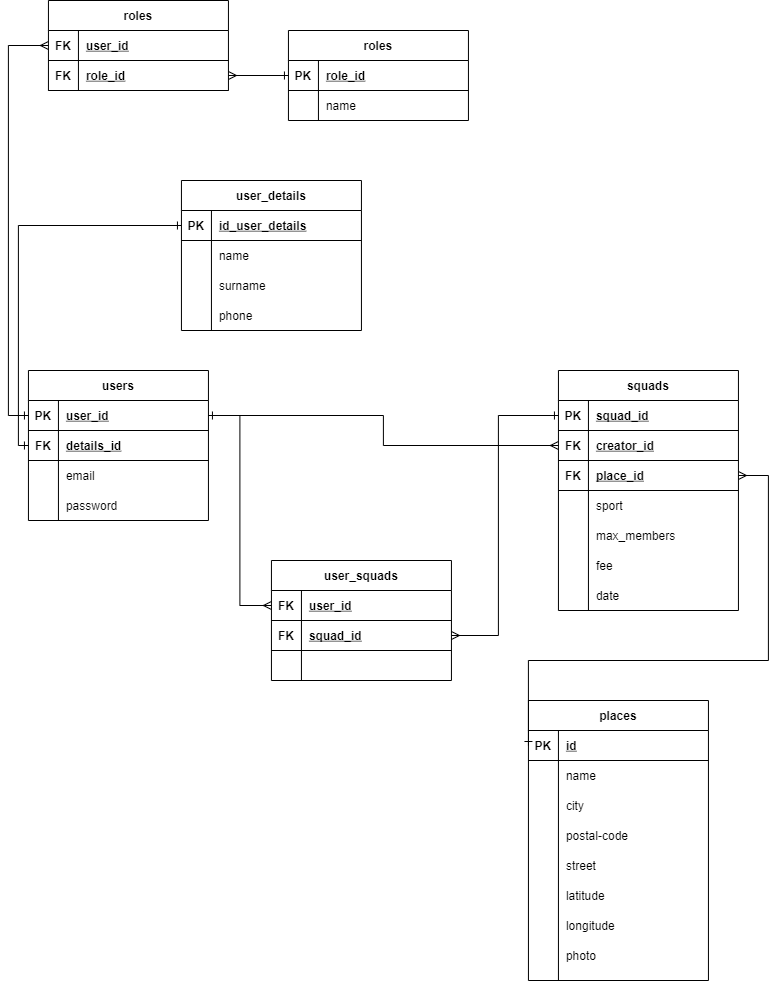 roles
FK user_id
FK role_id
roles
PK role_id
name
user_details
PK id_user_details
name
surname
phone
users
PK user_id
FK details_id
email
password
squads
PK squad_id
FK creator_id
FK place_id
sport
max_members
fee
date
user_squads
FK user_id
FK squad_id
places
PK id
name
city
postal-code
street
latitude
longitude
photo